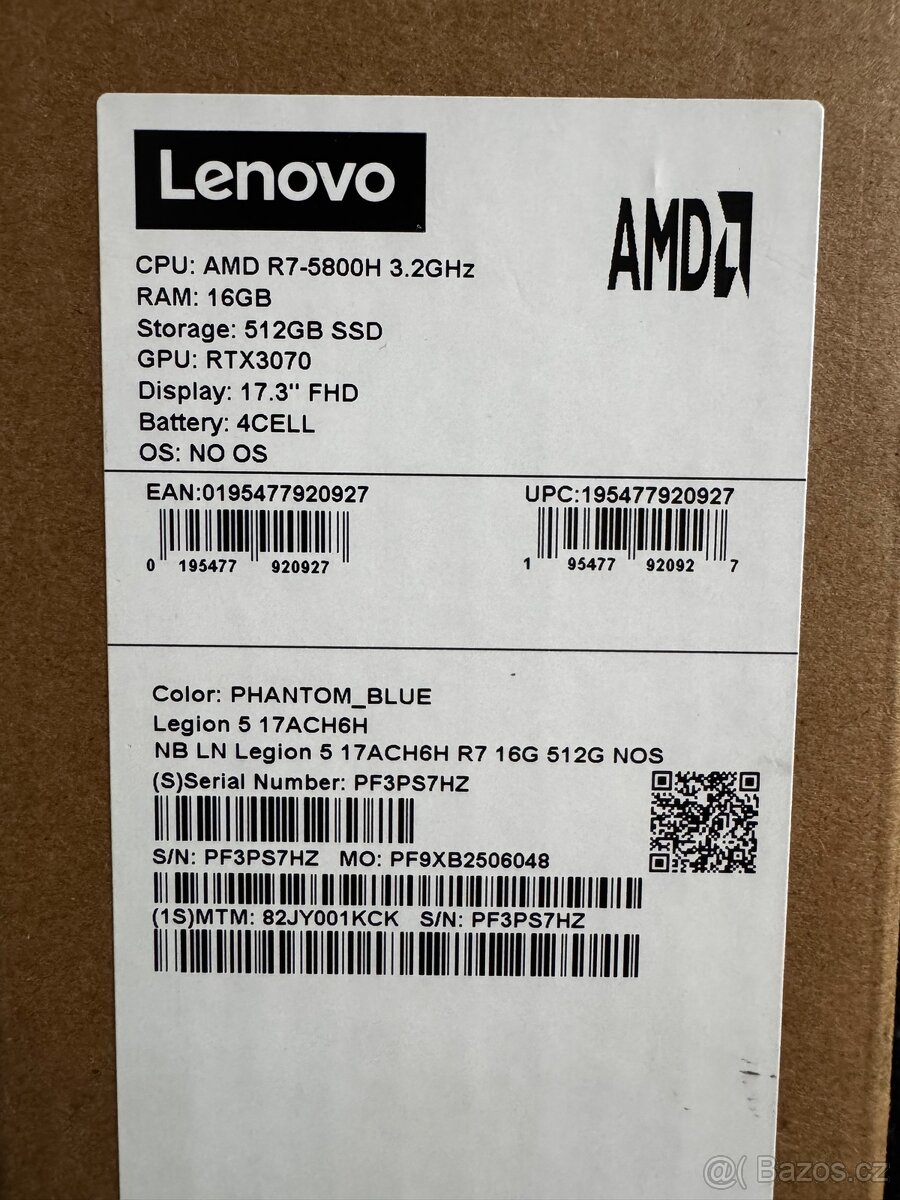 Lenovo
AMD
CPU: AMD R7-5800H 3.2GHz
RAM: 16GB
Storage: 512GB SSD
GPU: RTX3070
Display: 17.3" FHD
Battery: 4CELL
OS: NO OS
EAN:0195477920927
0 195477 920927
UPC:195477920927
1 95477 92092 7
Color: PHANTOM_BLUE
Legion 5 17ACH6H
NB LN Legion 5 17ACH6H R7 16G 512G NOS
(S)Serial Number: PF3PS7HZ
S/N: PF3PS7HZ MO: PF9XB2506048
(1S)MTM: 82JY001KCK S/N: PF3PS7HZ
@( Bazos.cz